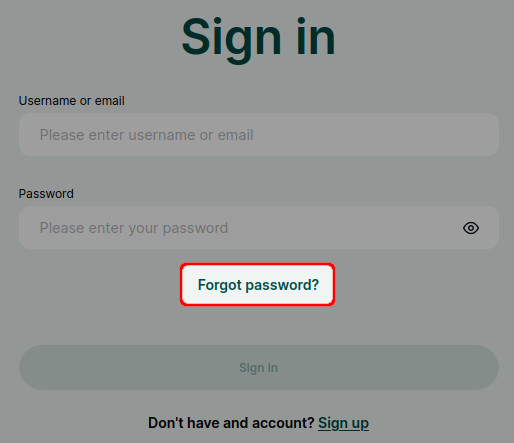 Sign in
Username or email
Please enter username or email
Password
Please enter your password
Forgot password?
Sign in
Don't have and account? Sign up